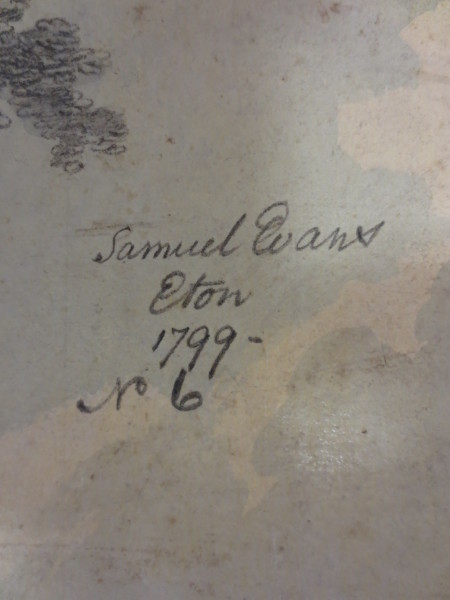 Samuel Evans
Eton
1799-
No 6